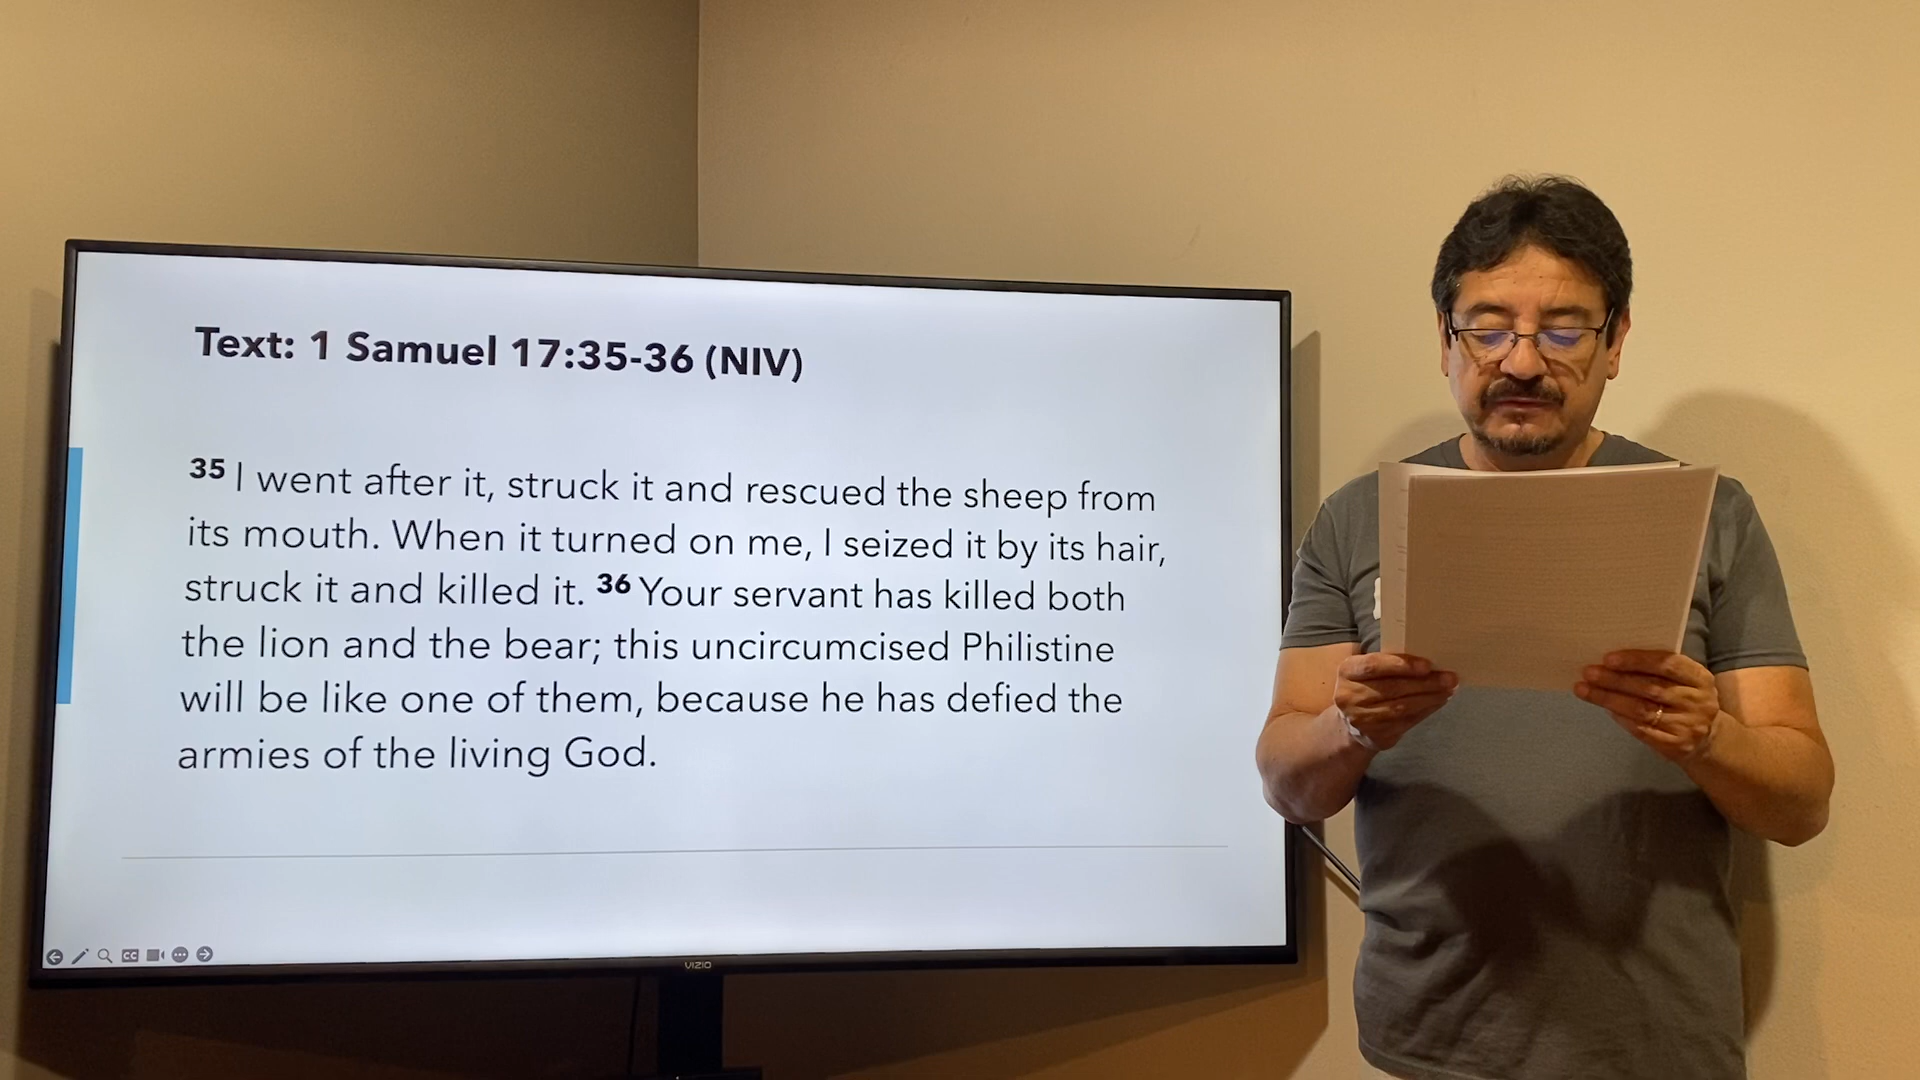 Text: 1 Samuel 17:35-36 (NIV)
35 I went after it, struck it and rescued the sheep from
its mouth. When it turned on me, I seized it by its hair,
struck it and killed it. 36 Your servant has killed both
the lion and the bear; this uncircumcised Philistine
will be like one of them, because he has defied the
armies of the living God.
CC
VIZIO